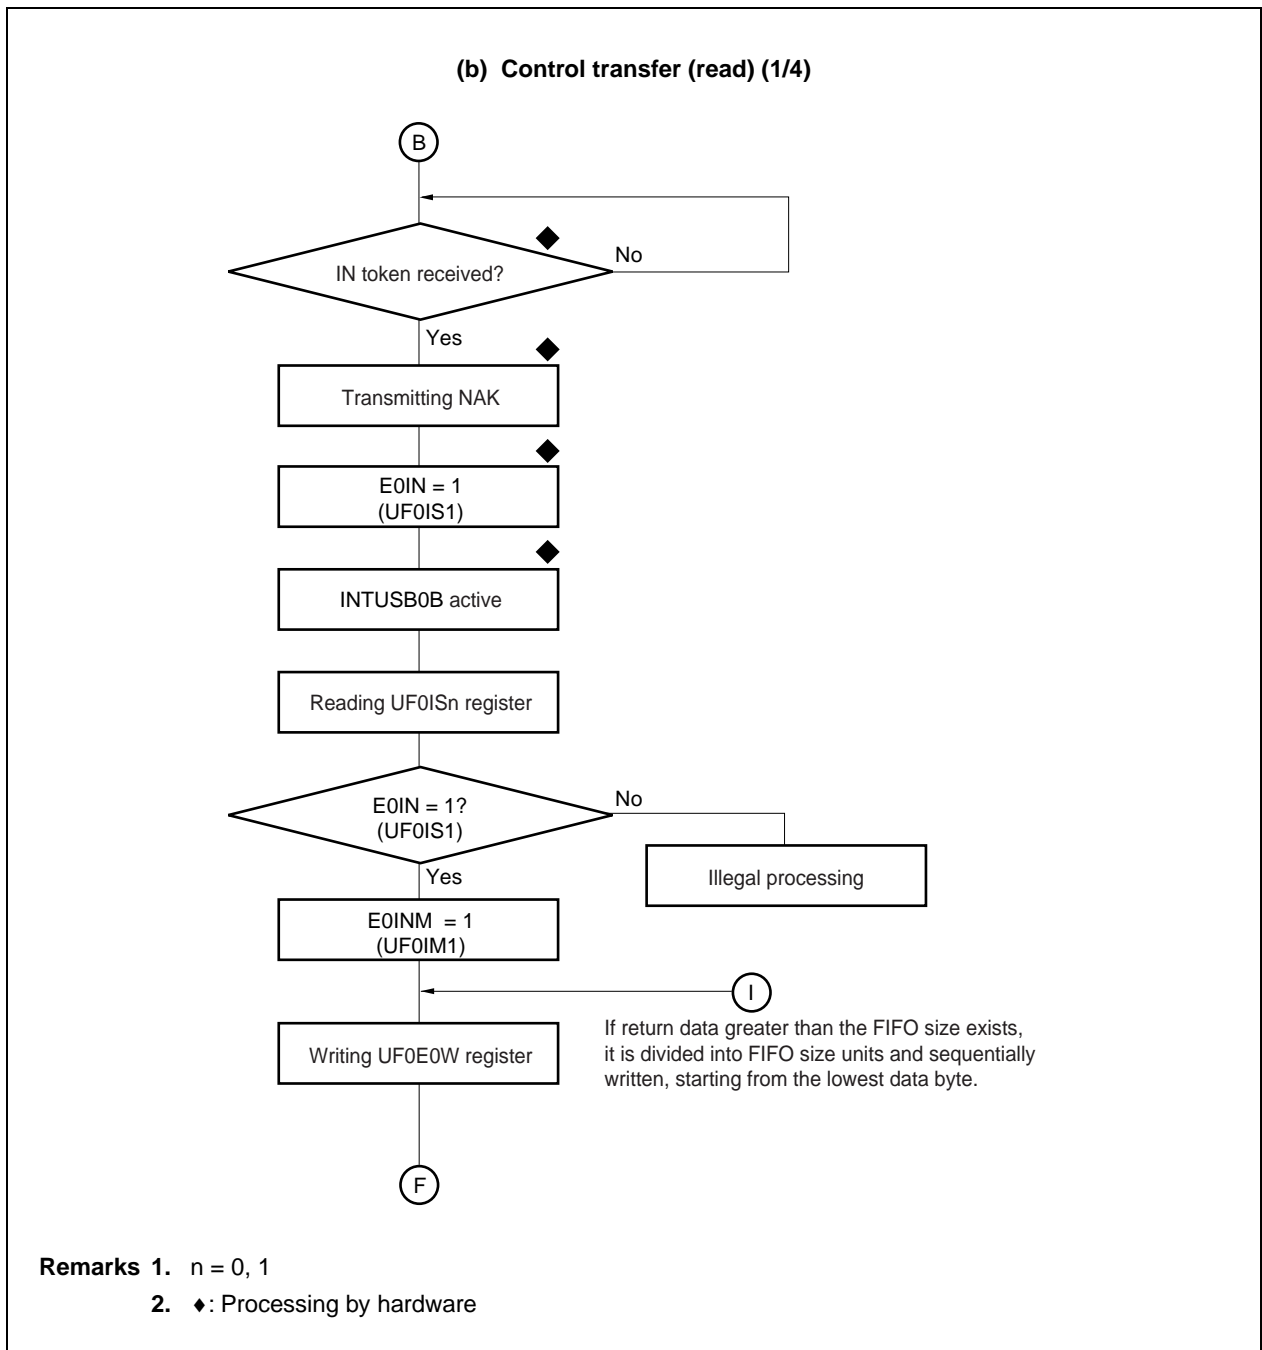 (b) Control transfer (read) (1/4)
B
IN token received?
No
Yes
Transmitting NAK
E0IN = 1
(UF0IS1)
INTUSB0B active
Reading UF0ISn register
E0IN = 1?
(UF0IS1)
No
Yes
Illegal processing
E0INM = 1
(UF0IM1)
I
If return data greater than the FIFO size exists,
it is divided into FIFO size units and sequentially
written, starting from the lowest data byte.
Writing UF0E0W register
F
Remarks 1. n = 0, 1
2. ♦: Processing by hardware